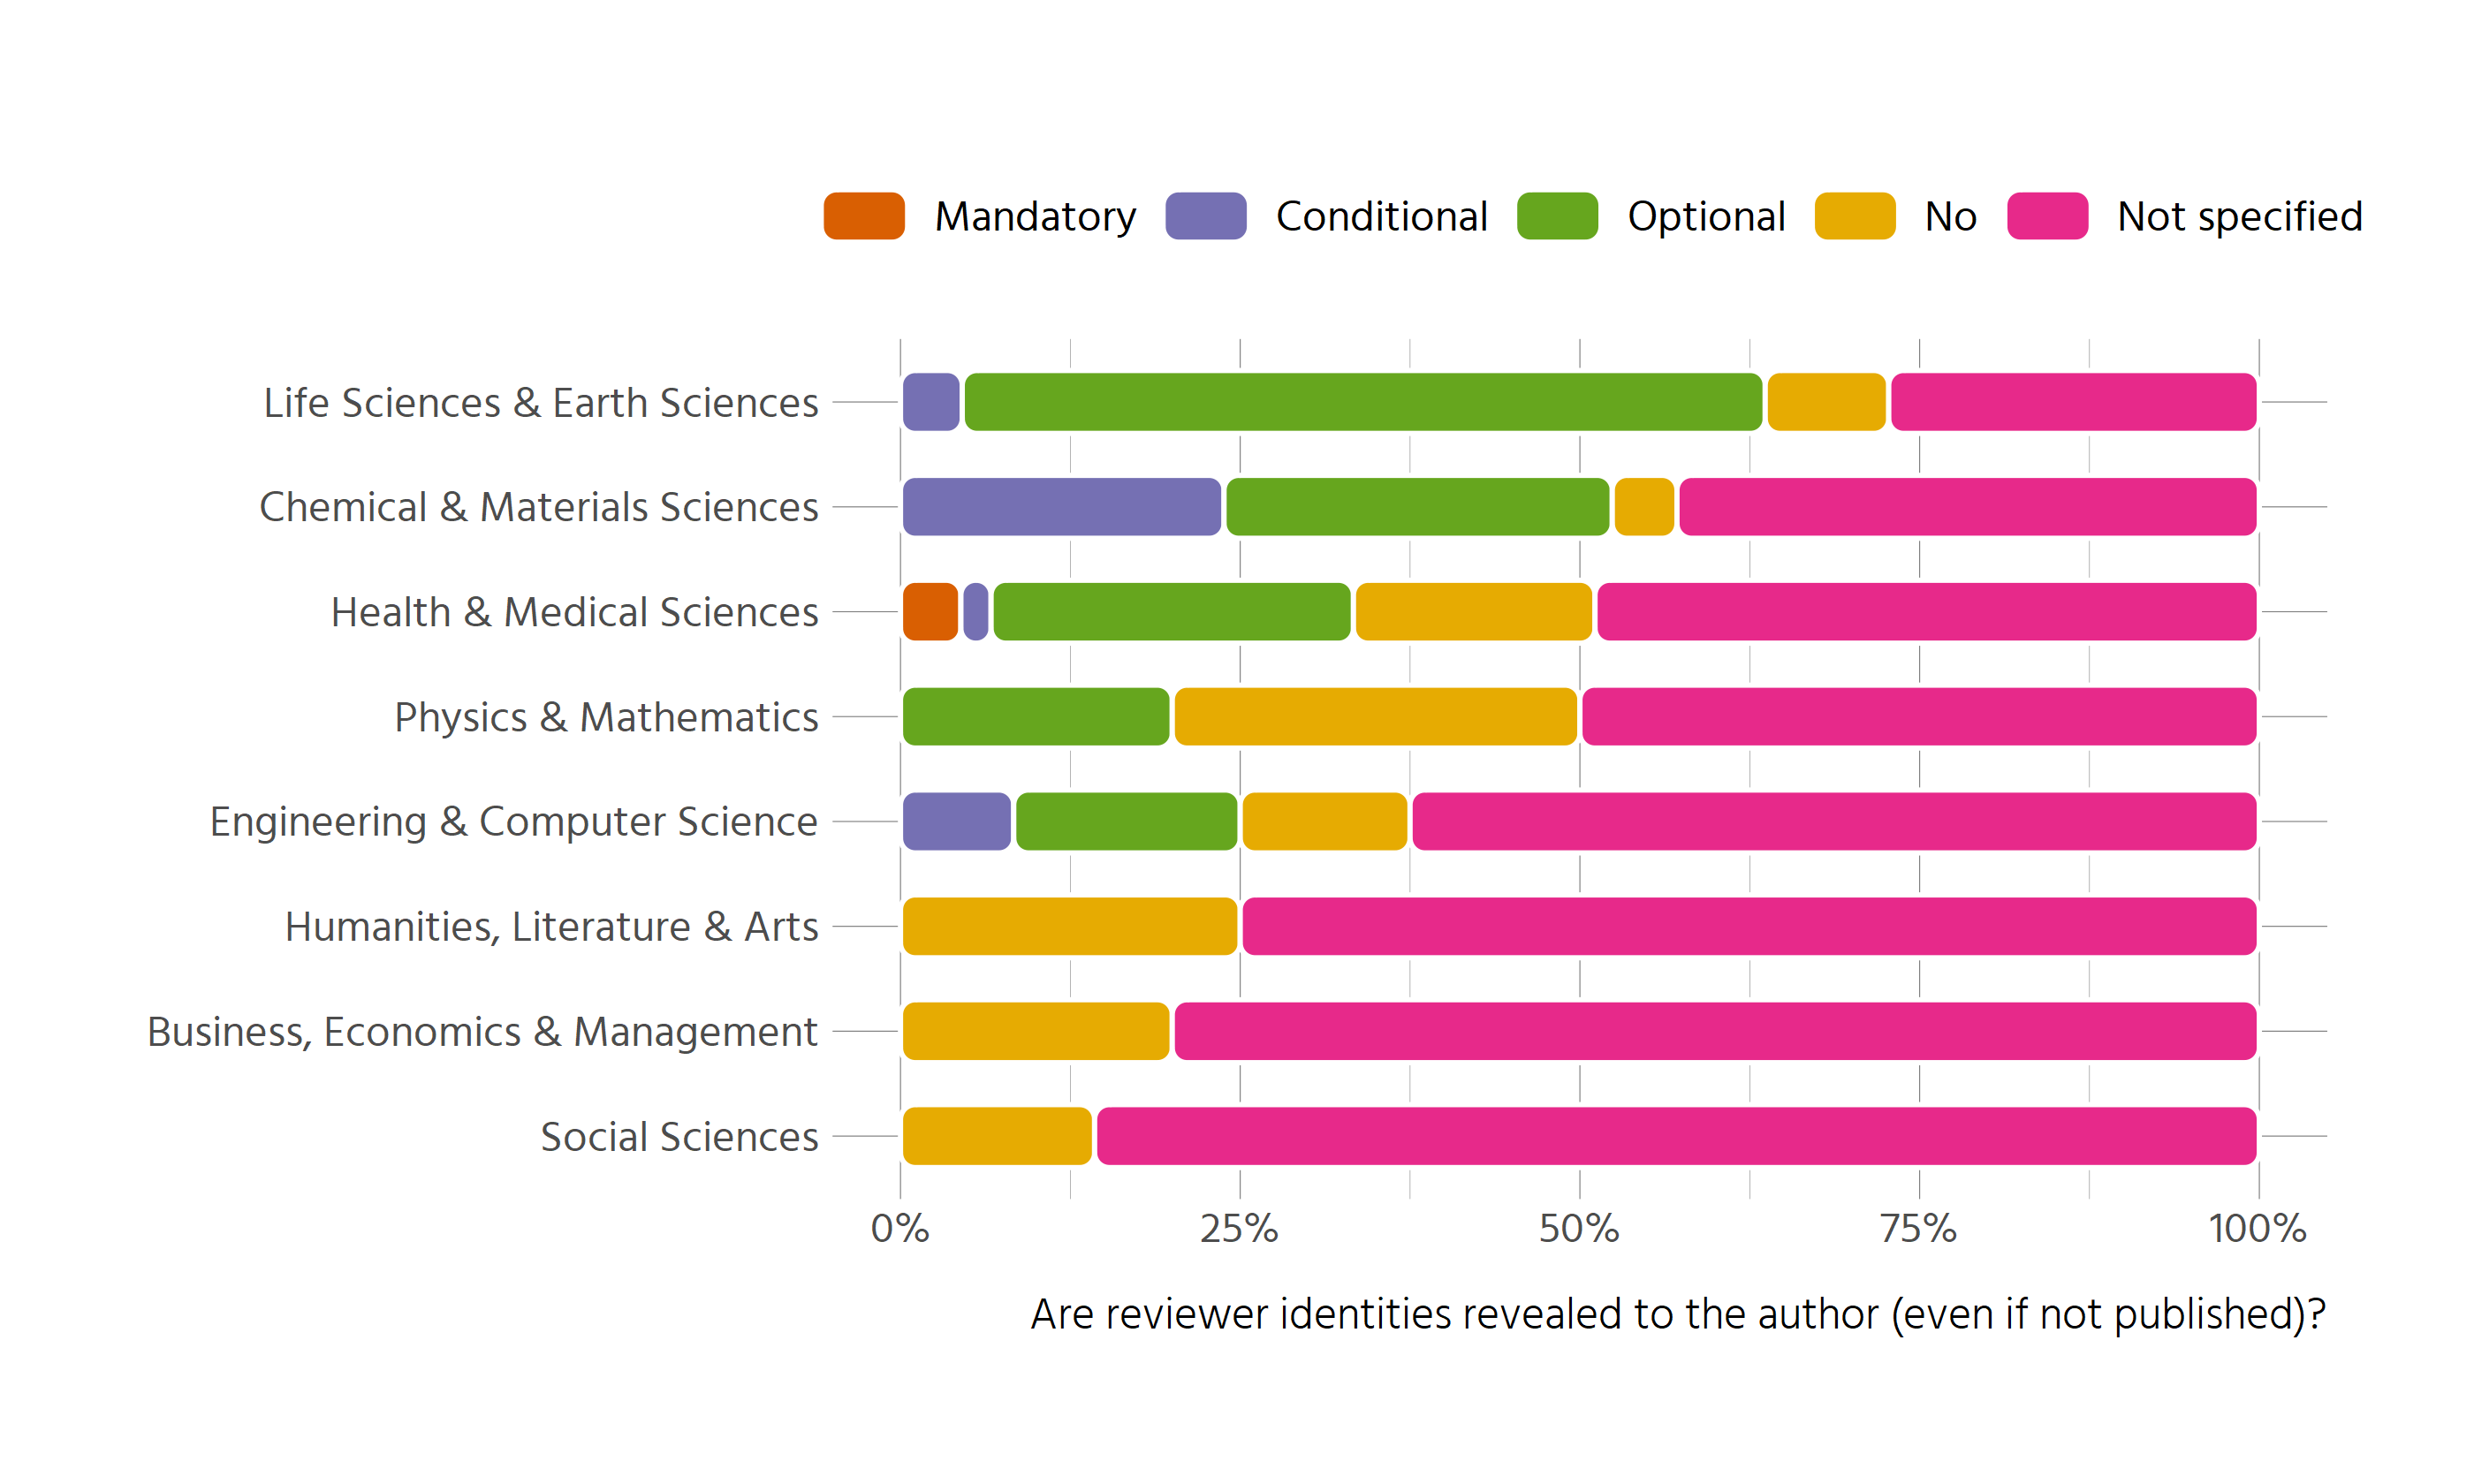 Mandatory Conditional Optional No Not specified
Life Sciences & Earth Sciences
Chemical & Materials Sciences
Health & Medical Sciences
Physics & Mathematics
Engineering & Computer Science
Humanities, Literature & Arts
Business, Economics & Management
Social Sciences
0% 25% 50% 75% 100%
Are reviewer identities revealed to the author (even if not published)?